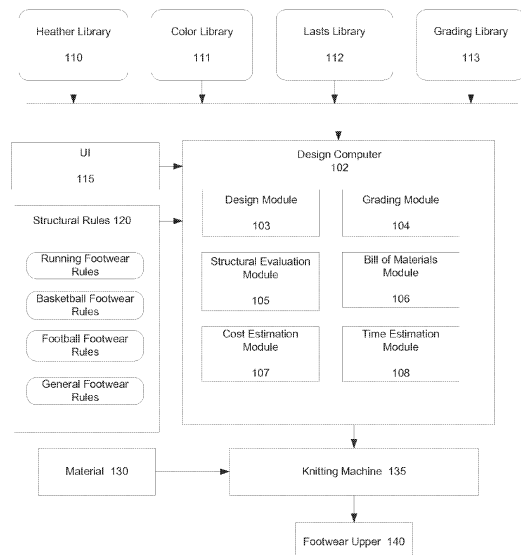 Heather Library
110
Color Library
111
Lasts Library
112
Grading Library
113
UI
115
Design Computer
102
Structural Rules 120
Running Footwear
Rules
Basketball Footwear
Rules
Football Footwear
Rules
General Footwear
Rules
Design Module
103
Grading Module
104
Structural Evaluation
Module
105
Bill of Materials
Module
106
Cost Estimation
Module
107
Time Estimation
Module
108
Material 130
Knitting Machine 135
Footwear Upper 140